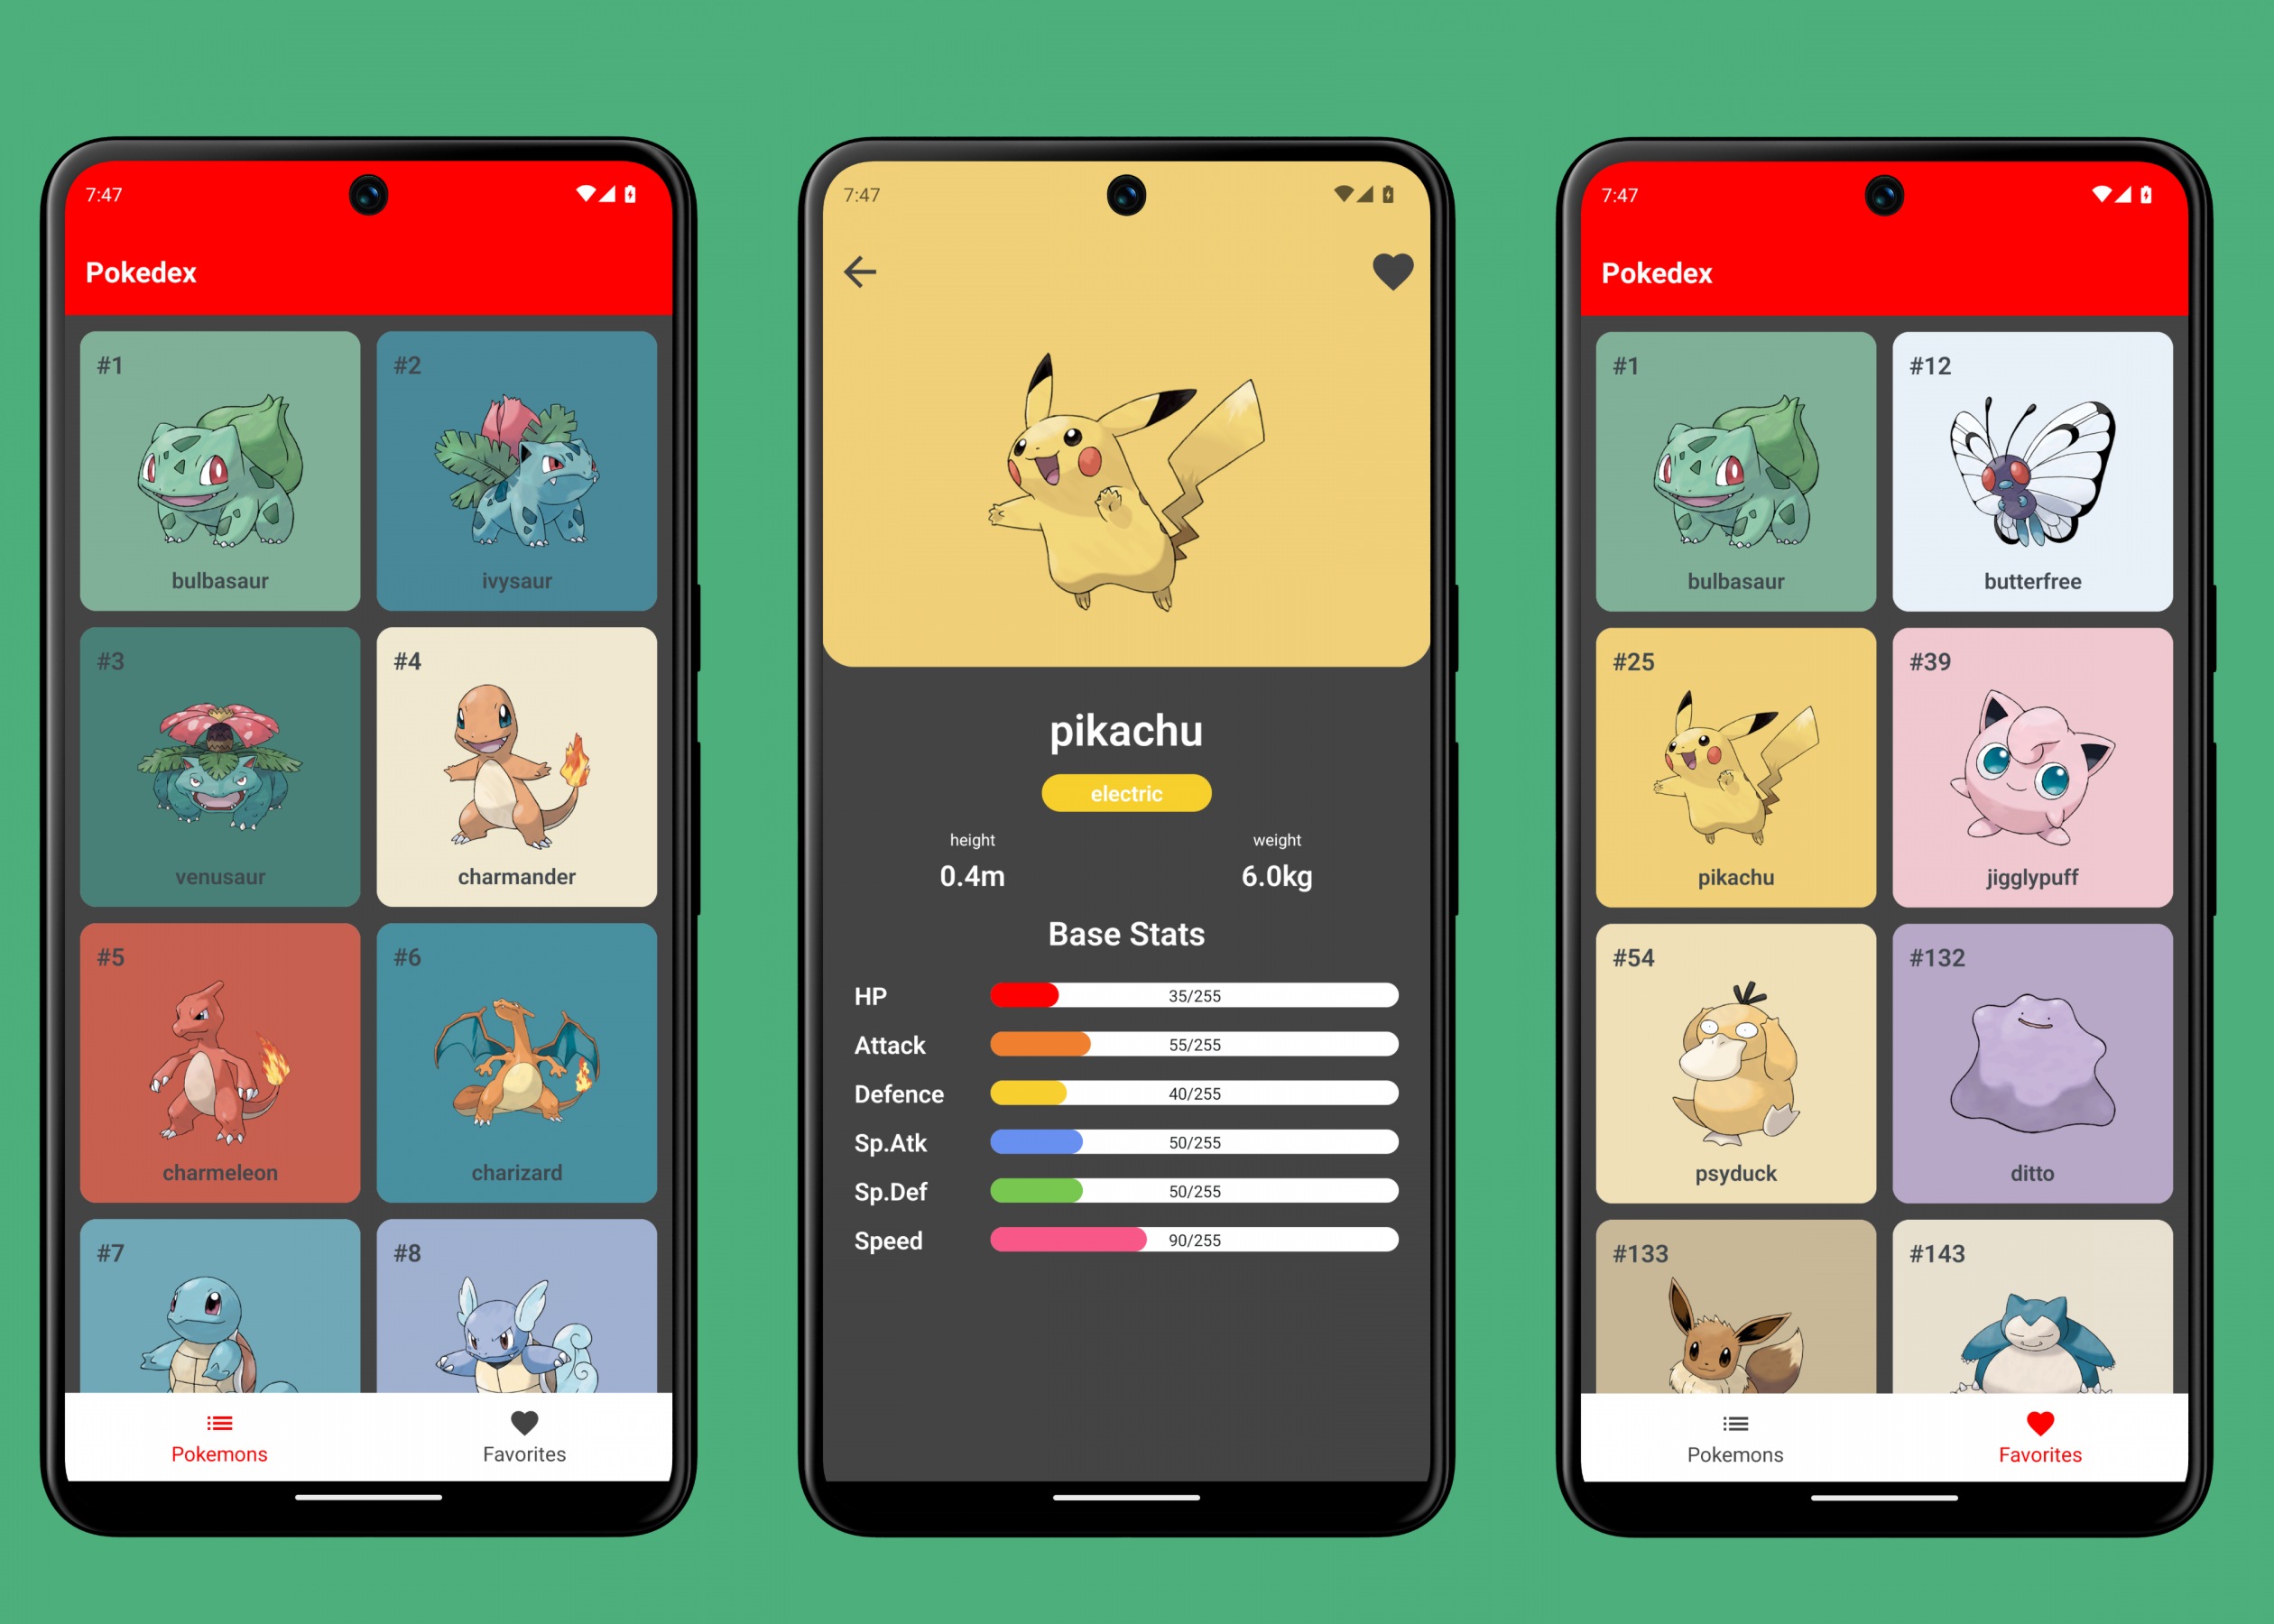 7:47
Pokedex
#1
#2
bulbasaur
ivysaur
#3
#4
venusaur
charmander
#5
#6
charmeleon
charizard
#7
#8
Pokemons
Favorites
7:47
pikachu
electric
height
weight
0.4m
6.0kg
Base Stats
HP 35/255
Attack 55/255
Defence 40/255
Sp.Atk 50/255
Sp.Def 50/255
Speed 90/255
7:47
Pokedex
#1
#12
bulbasaur
butterfree
#25
#39
pikachu
jigglypuff
#54
#132
psyduck
ditto
#133
#143
Pokemons
Favorites